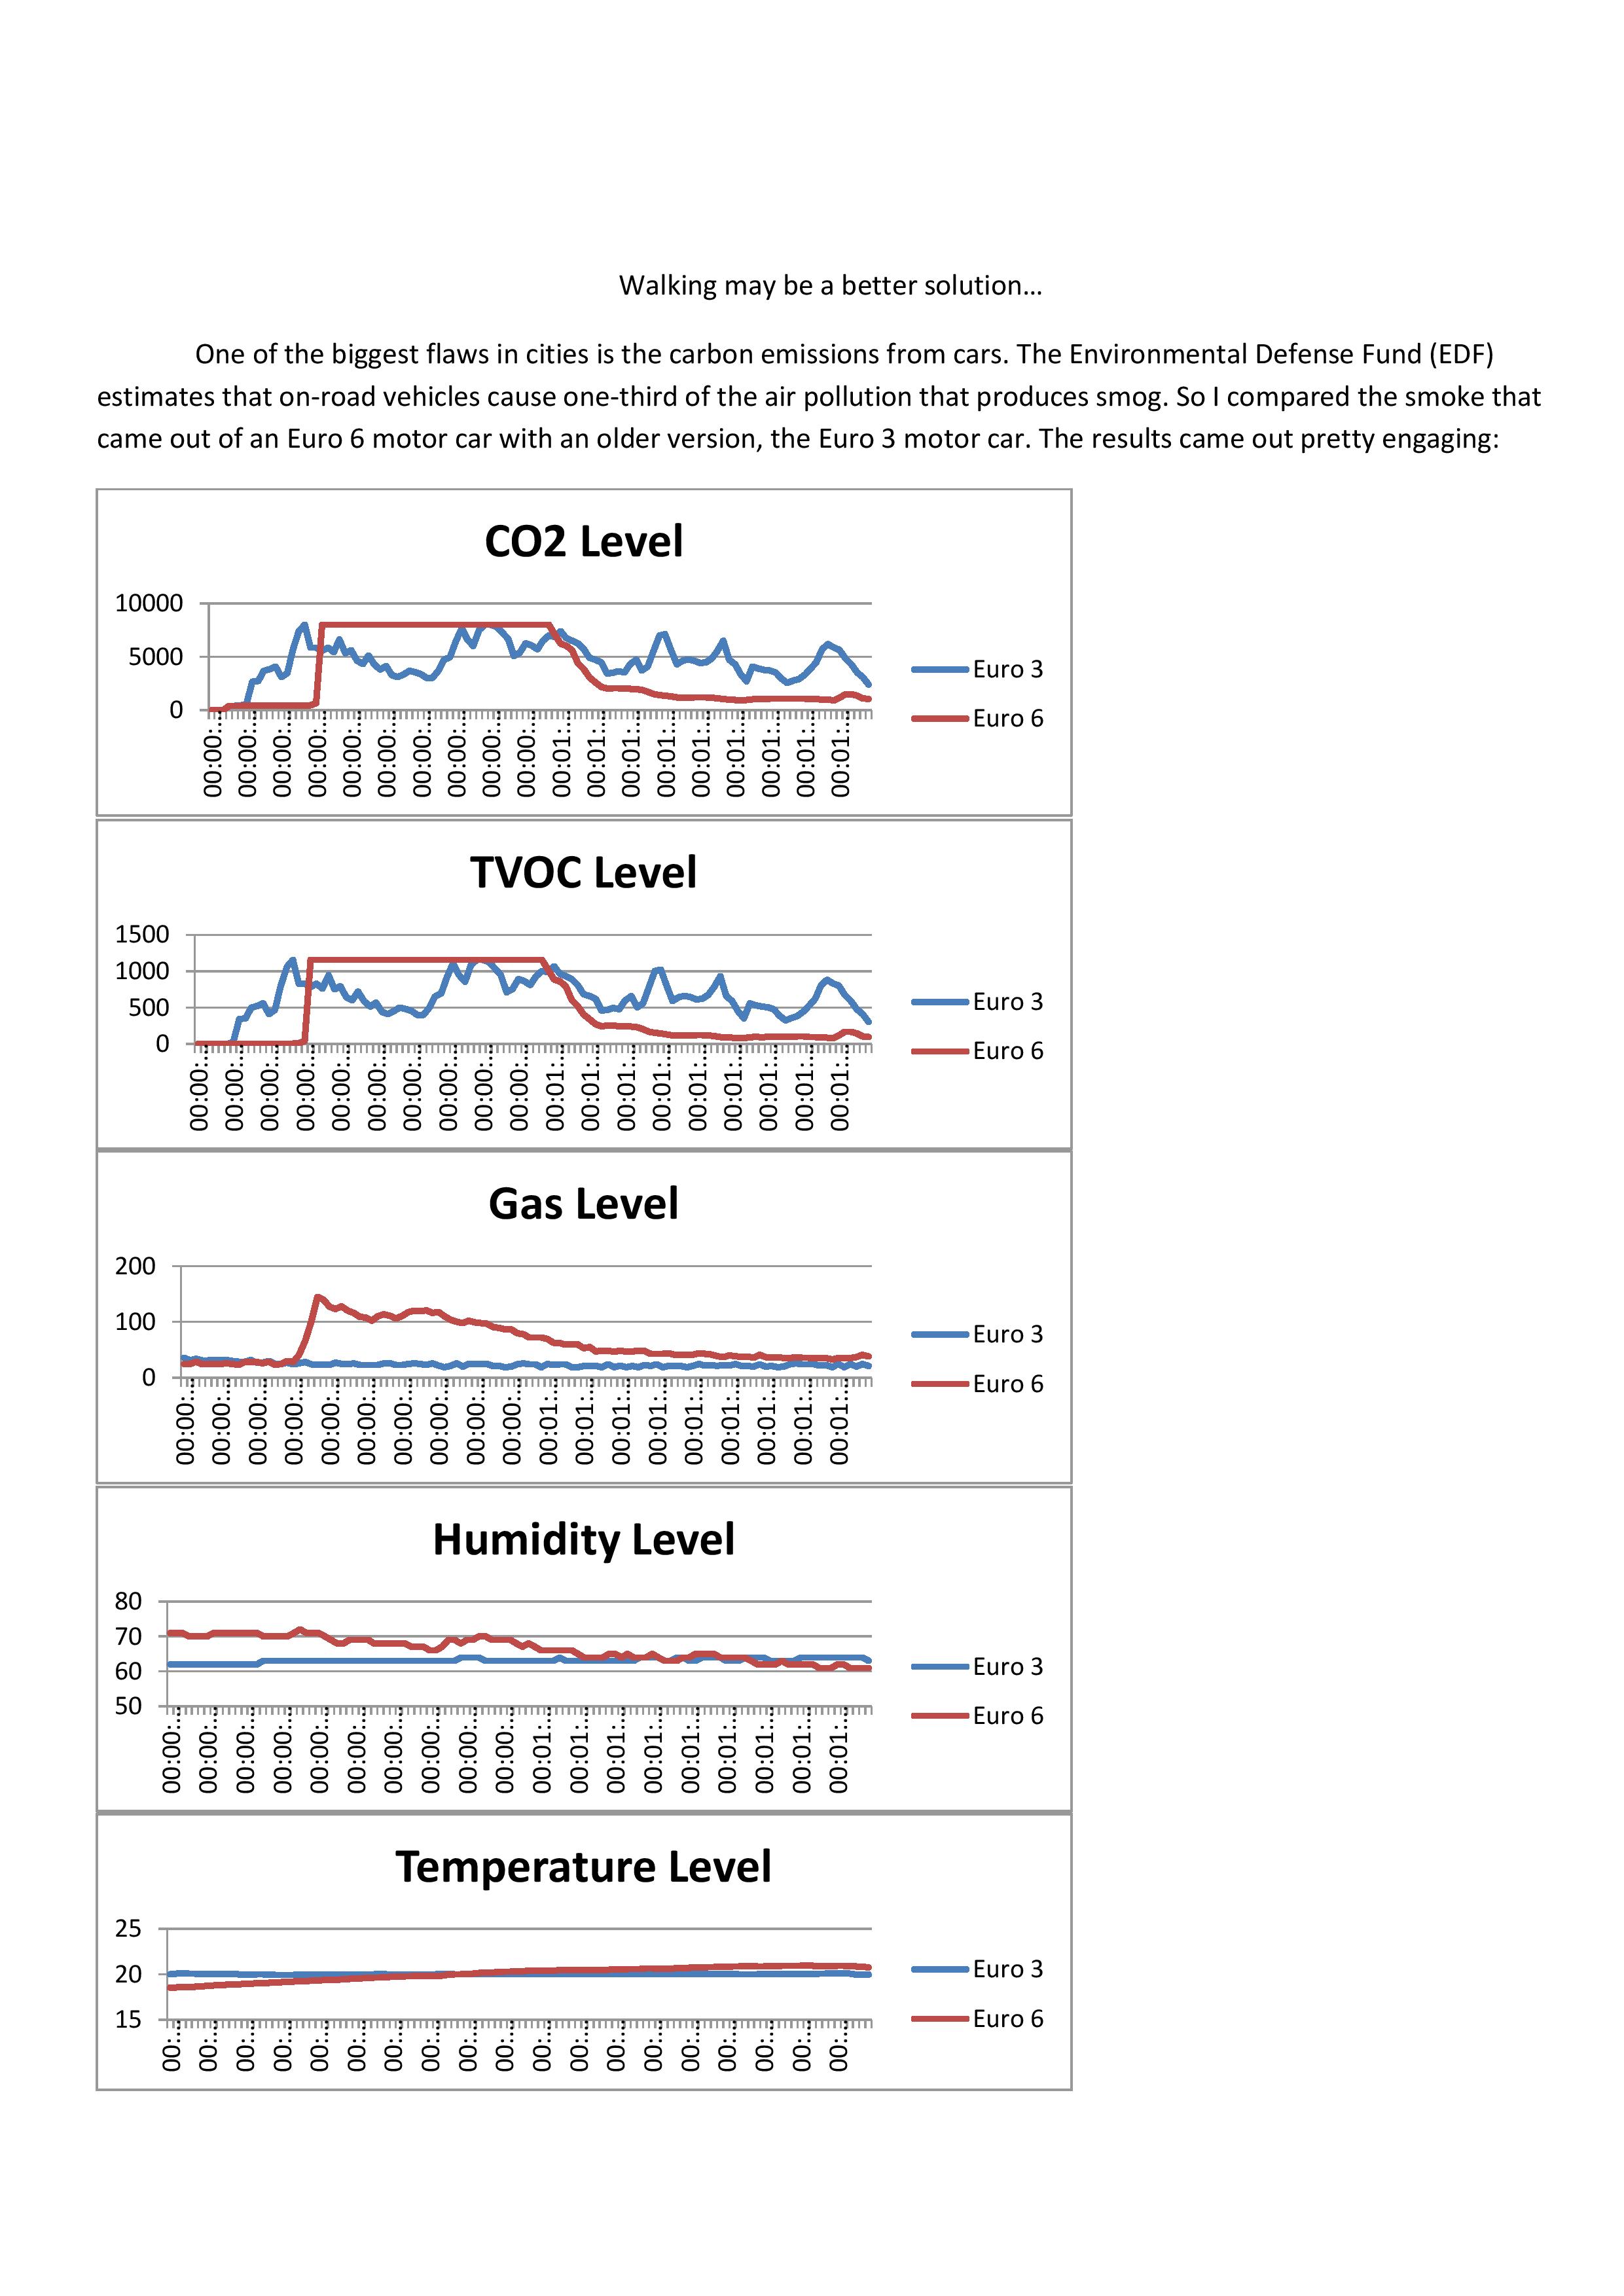 Walking may be a better solution…
One of the biggest flaws in cities is the carbon emissions from cars. The Environmental Defense Fund (EDF)
estimates that on-road vehicles cause one-third of the air pollution that produces smog. So I compared the smoke that
came out of an Euro 6 motor car with an older version, the Euro 3 motor car. The results came out pretty engaging:
CO2 Level
10000
5000
0
00:00:… 00:00:… 00:00:… 00:00:… 00:00:… 00:00:… 00:00:… 00:00:… 00:00:… 00:00:… 00:01:… 00:01:… 00:01:… 00:01:… 00:01:… 00:01:… 00:01:… 00:01:… 00:01:…
Euro 3
Euro 6
TVOC Level
1500
1000
500
0
00:00:… 00:00:… 00:00:… 00:00:… 00:00:… 00:00:… 00:00:… 00:00:… 00:00:… 00:00:… 00:01:… 00:01:… 00:01:… 00:01:… 00:01:… 00:01:… 00:01:… 00:01:… 00:01:…
Euro 3
Euro 6
Gas Level
200
100
0
00:00:… 00:00:… 00:00:… 00:00:… 00:00:… 00:00:… 00:00:… 00:00:… 00:00:… 00:00:… 00:01:… 00:01:… 00:01:… 00:01:… 00:01:… 00:01:… 00:01:… 00:01:… 00:01:…
Euro 3
Euro 6
Humidity Level
80
70
60
50
00:00:… 00:00:… 00:00:… 00:00:… 00:00:… 00:00:… 00:00:… 00:00:… 00:00:… 00:00:… 00:01:… 00:01:… 00:01:… 00:01:… 00:01:… 00:01:… 00:01:… 00:01:… 00:01:…
Euro 3
Euro 6
Temperature Level
25
20
15
00:… 00:… 00:… 00:… 00:… 00:… 00:… 00:… 00:… 00:… 00:… 00:… 00:… 00:… 00:… 00:… 00:… 00:… 00:…
Euro 3
Euro 6